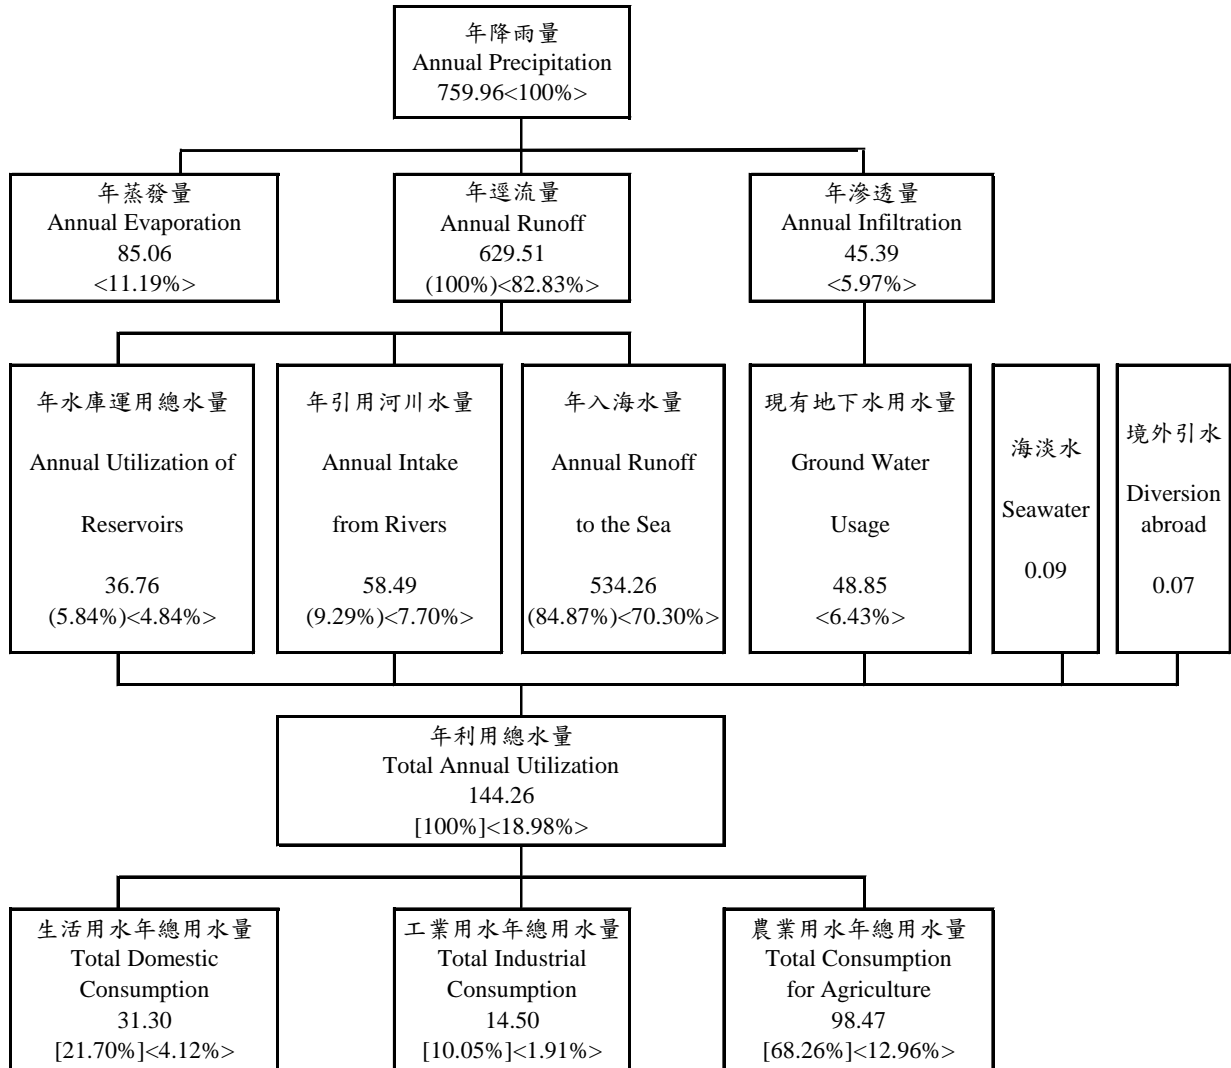 年降雨量
Annual Precipitation
759.96<100%>
年蒸發量
Annual Evaporation
85.06
<11.19%>
年逕流量
Annual Runoff
629.51
(100%)<82.83%>
年滲透量
Annual Infiltration
45.39
<5.97%>
年水庫運用總水量
Annual Utilization of
Reservoirs
36.76
(5.84%)<4.84%>
年引用河川水量
Annual Intake
from Rivers
58.49
(9.29%)<7.70%>
年入海水量
Annual Runoff
to the Sea
534.26
(84.87%)<70.30%>
現有地下水用水量
Ground Water
Usage
48.85
<6.43%>
海淡水
Seawater
0.09
境外引水
Diversion
abroad
0.07
年利用總水量
Total Annual Utilization
144.26
[100%]<18.98%>
生活用水年總用水量
Total Domestic
Consumption
31.30
[21.70%]<4.12%>
工業用水年總用水量
Total Industrial
Consumption
14.50
[10.05%]<1.91%>
農業用水年總用水量
Total Consumption
for Agriculture
98.47
[68.26%]<12.96%>